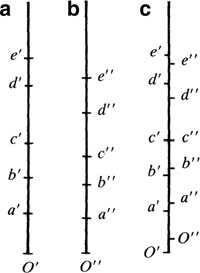 a b c
e′
d′
c′
b′
a′
O′
e″
d″
c″
b″
a″
O″
e′ e″
d′ d″
c′ c″
b′ b″
a′ a″
O′ O″